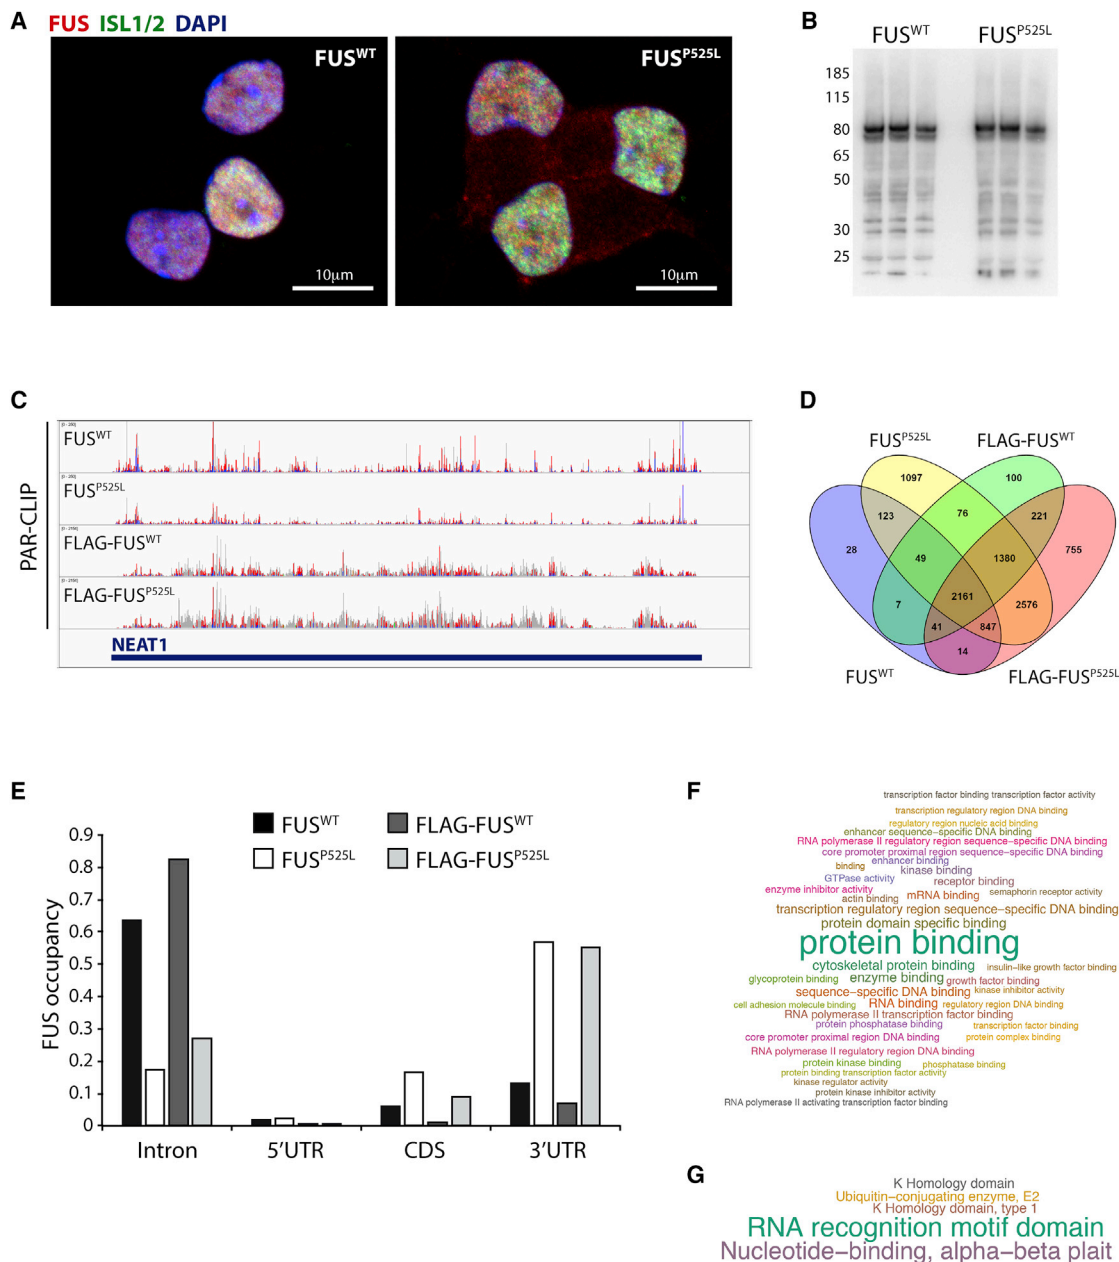 A
FUS ISL1/2 DAPI
FUSWT
10μm
FUSP525L
10μm
B
FUSWT FUSP525L
185
115
80
65
50
30
25
C
PAR-CLIP
FUSWT
FUSP525L
FLAG-FUSWT
FLAG-FUSP525L
NEAT1
D
FUSP525L FLAG-FUSWT
1097 100
123 76 221
28 49 1380 755
2161
7 2576
41 847
14
FUSWT FLAG-FUSP525L
E
FUSWT FLAG-FUSWT
FUSP525L FLAG-FUSP525L
FUS occupancy
0.9
0.8
0.7
0.6
0.5
0.4
0.3
0.2
0.1
0
Intron 5’UTR CDS 3’UTR
F
transcription factor binding transcription factor activity
transcription regulatory region DNA binding
regulatory region nucleic acid binding
enhancer sequence−specific DNA binding
RNA polymerase II regulatory region sequence−specific DNA binding
core promoter proximal region sequence−specific DNA binding
binding enhancer binding
kinase binding
GTPase activity receptor binding
enzyme inhibitor activity semaphorin receptor activity
actin binding mRNA binding
transcription regulatory region sequence−specific DNA binding
protein domain specific binding
protein binding
cytoskeletal protein binding insulin−like growth factor binding
glycoprotein binding enzyme binding growth factor binding
sequence−specific DNA binding kinase inhibitor activity
cell adhesion molecule binding RNA binding regulatory region DNA binding
RNA polymerase II transcription factor binding
protein phosphatase binding transcription factor binding
core promoter proximal region DNA binding protein complex binding
RNA polymerase II regulatory region DNA binding
protein kinase binding phosphatase binding
protein binding transcription factor activity
kinase regulator activity
protein kinase inhibitor activity
RNA polymerase II activating transcription factor binding
G
K Homology domain
Ubiquitin−conjugating enzyme, E2
K Homology domain, type 1
RNA recognition motif domain
Nucleotide−binding, alpha−beta plait